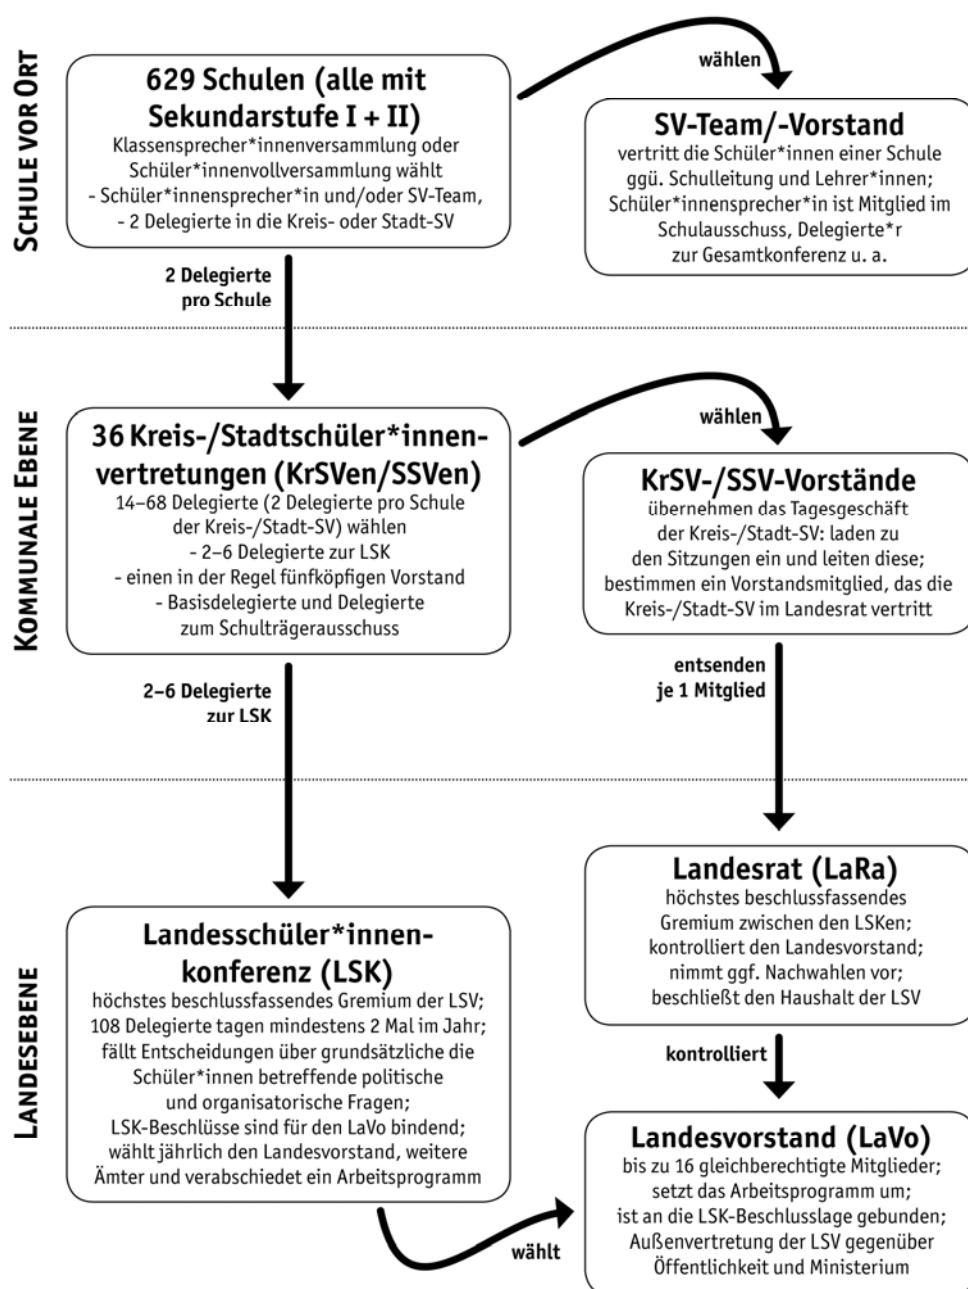 SCHULE VOR ORT
629 Schulen (alle mit
Sekundarstufe I + II)
Klassensprecher*innenversammlung oder
Schüler*innenvollversammlung wählt
- Schüler*innensprecher*in und/oder SV-Team,
- 2 Delegierte in die Kreis- oder Stadt-SV
wählen
SV-Team/-Vorstand
vertritt die Schüler*innen einer Schule
ggü. Schulleitung und Lehrer*innen;
Schüler*innensprecher*in ist Mitglied im
Schulausschuss, Delegierte*r
zur Gesamtkonferenz u. a.
2 Delegierte
pro Schule
KOMMUNALE EBENE
36 Kreis-/Stadtschüler*innen-
vertretungen (KrSVen/SSVen)
14–68 Delegierte (2 Delegierte pro Schule
der Kreis-/Stadt-SV) wählen
- 2–6 Delegierte zur LSK
- einen in der Regel fünfköpfigen Vorstand
- Basisdelegierte und Delegierte
zum Schulträgerausschuss
wählen
KrSV-/SSV-Vorstände
übernehmen das Tagesgeschäft
der Kreis-/Stadt-SV: laden zu
den Sitzungen ein und leiten diese;
bestimmen ein Vorstandsmitglied, das die
Kreis-/Stadt-SV im Landesrat vertritt
2–6 Delegierte
zur LSK
entsenden
je 1 Mitglied
LANDESEBENE
Landesschüler*innen-
konferenz (LSK)
höchstes beschlussfassendes Gremium der LSV;
108 Delegierte tagen mindestens 2 Mal im Jahr;
fällt Entscheidungen über grundsätzliche die
Schüler*innen betreffende politische
und organisatorische Fragen;
LSK-Beschlüsse sind für den LaVo bindend;
wählt jährlich den Landesvorstand, weitere
Ämter und verabschiedet ein Arbeitsprogramm
Landesrat (LaRa)
höchstes beschlussfassendes
Gremium zwischen den LSKen;
kontrolliert den Landesvorstand;
nimmt ggf. Nachwahlen vor;
beschließt den Haushalt der LSV
kontrolliert
wählt
Landesvorstand (LaVo)
bis zu 16 gleichberechtigte Mitglieder;
setzt das Arbeitsprogramm um;
ist an die LSK-Beschlusslage gebunden;
Außenvertretung der LSV gegenüber
Öffentlichkeit und Ministerium